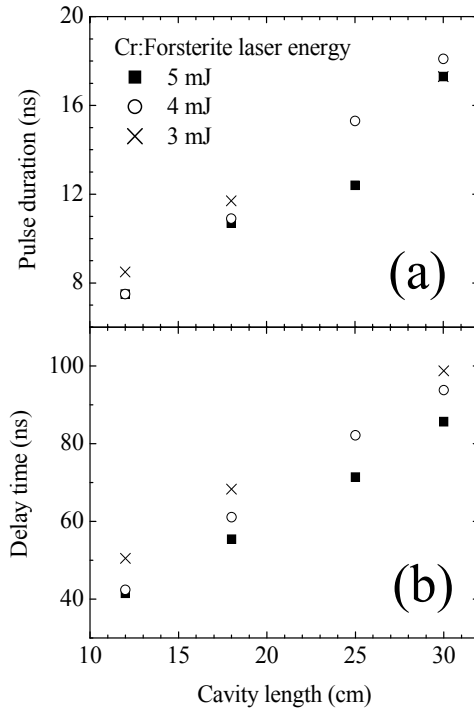 20
16
12
8
Pulse duration (ns)
Cr:Forsterite laser energy
5 mJ
4 mJ
3 mJ
(a)
100
80
60
40
Delay time (ns)
(b)
10 15 20 25 30
Cavity length (cm)